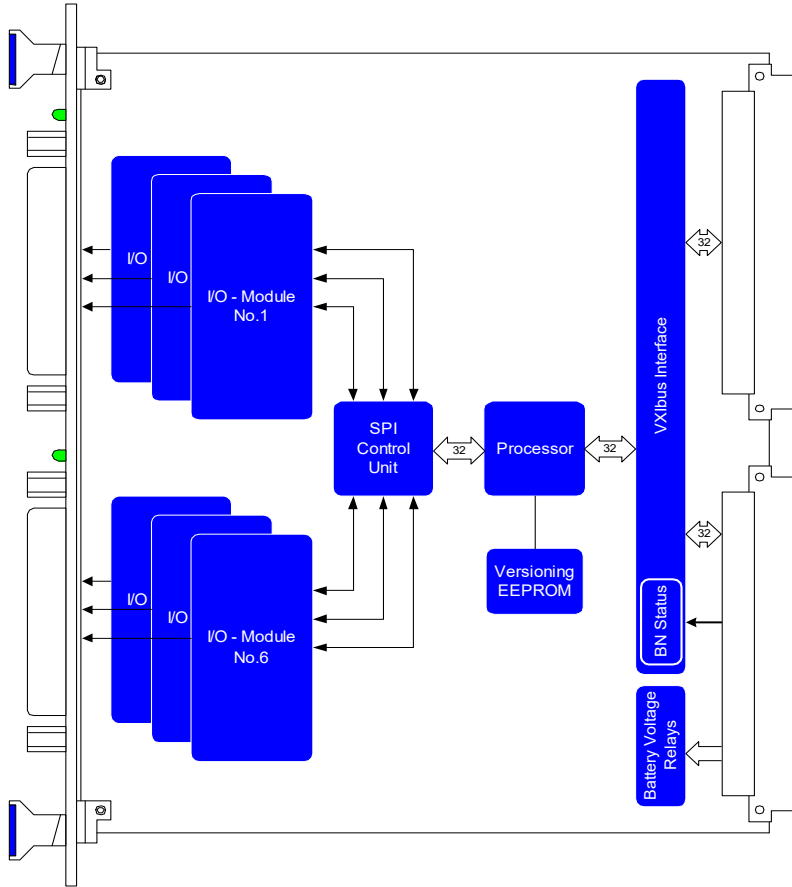 I/O
I/O
I/O - Module
No.1
SPI
Control
Unit
32
Processor
32
Versioning
EEPROM
VXIbus Interface
32
32
BN Status
Battery Voltage
Relays
I/O
I/O
I/O - Module
No.6